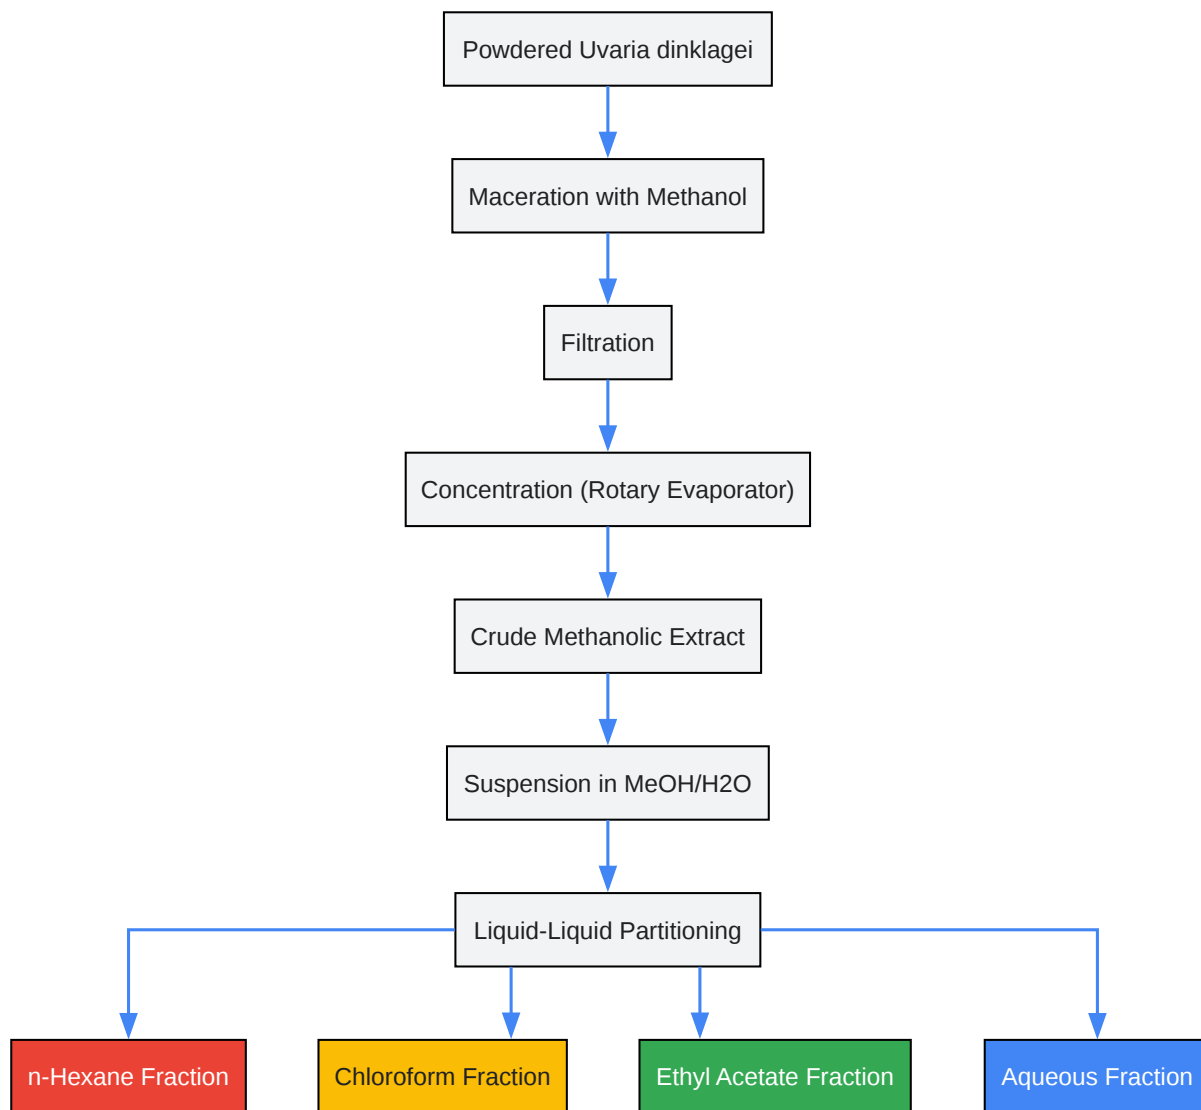 Powdered Uvaria dinklagei
Maceration with Methanol
Filtration
Concentration (Rotary Evaporator)
Crude Methanolic Extract
Suspension in MeOH/H2O
Liquid-Liquid Partitioning
n-Hexane Fraction
Chloroform Fraction
Ethyl Acetate Fraction
Aqueous Fraction